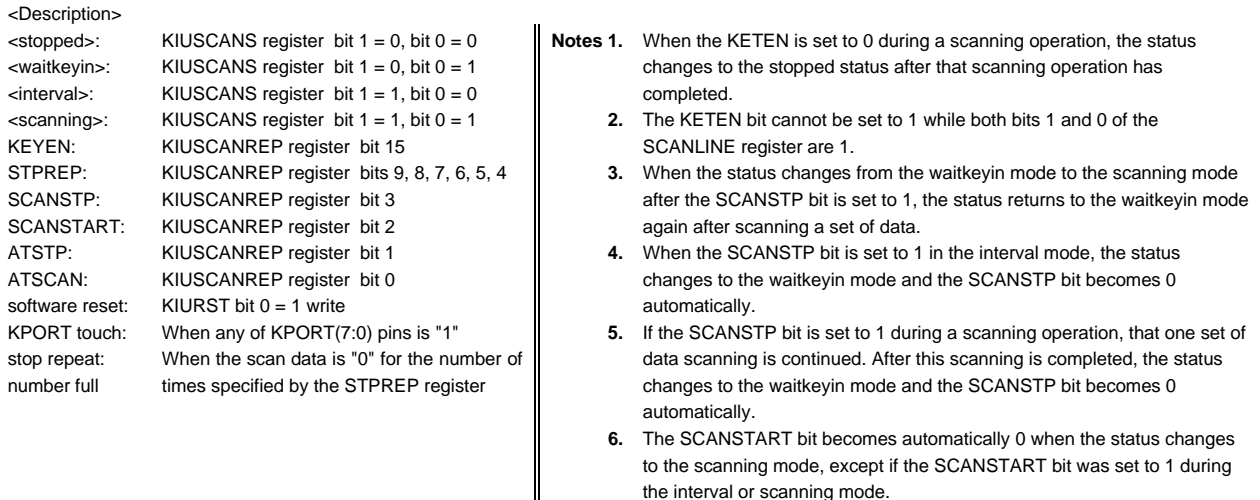 <Description>
<stopped>: KIUSCANS register bit 1 = 0, bit 0 = 0
<waitkeyin>: KIUSCANS register bit 1 = 0, bit 0 = 1
<interval>: KIUSCANS register bit 1 = 1, bit 0 = 0
<scanning>: KIUSCANS register bit 1 = 1, bit 0 = 1
KEYEN: KIUSCANREP register bit 15
STPREP: KIUSCANREP register bits 9, 8, 7, 6, 5, 4
SCANSTP: KIUSCANREP register bit 3
SCANSTART: KIUSCANREP register bit 2
ATSTP: KIUSCANREP register bit 1
ATSCAN: KIUSCANREP register bit 0
software reset: KIURST bit 0 = 1 write
KPORT touch: When any of KPORT(7:0) pins is "1"
stop repeat: When the scan data is "0" for the number of
number full times specified by the STPREP register
Notes 1. When the KETEN is set to 0 during a scanning operation, the status
changes to the stopped status after that scanning operation has
completed.
2. The KETEN bit cannot be set to 1 while both bits 1 and 0 of the
SCANLINE register are 1.
3. When the status changes from the waitkeyin mode to the scanning mode
after the SCANSTP bit is set to 1, the status returns to the waitkeyin mode
again after scanning a set of data.
4. When the SCANSTP bit is set to 1 in the interval mode, the status
changes to the waitkeyin mode and the SCANSTP bit becomes 0
automatically.
5. If the SCANSTP bit is set to 1 during a scanning operation, that one set of
data scanning is continued. After this scanning is completed, the status
changes to the waitkeyin mode and the SCANSTP bit becomes 0
automatically.
6. The SCANSTART bit becomes automatically 0 when the status changes
to the scanning mode, except if the SCANSTART bit was set to 1 during
the interval or scanning mode.